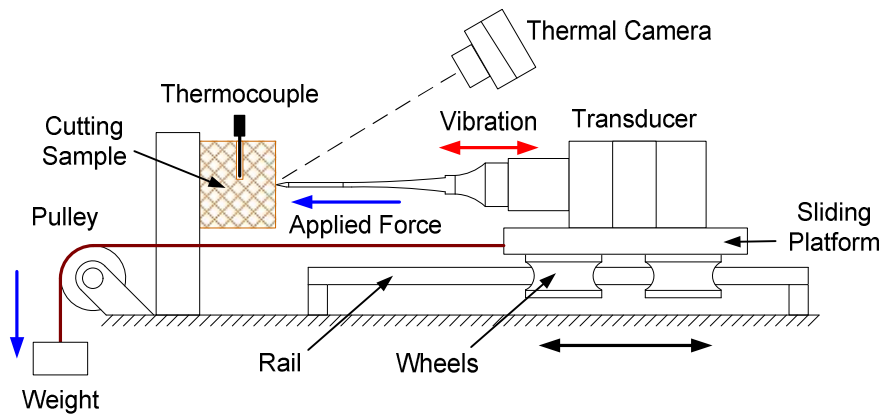 Thermal Camera
Thermocouple
Cutting
Sample
Vibration
Transducer
Pulley
Applied Force
Sliding
Platform
Rail
Wheels
Weight